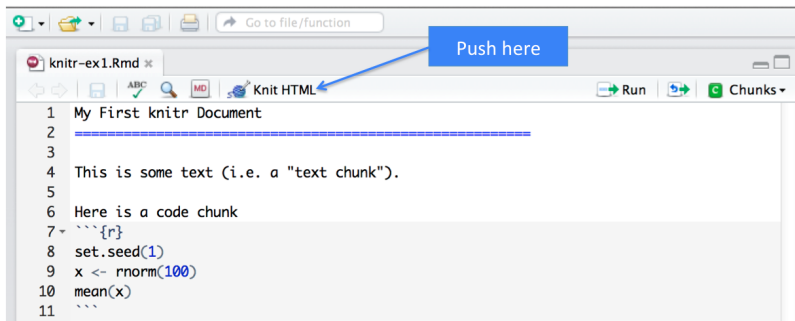 Go to file/function
Push here
knitr-ex1.Rmd
ABC
MD
Knit HTML
Run
C Chunks
1 My First knitr Document
2 =======================================================
3
4 This is some text (i.e. a "text chunk").
5
6 Here is a code chunk
7 ```{r}
8 set.seed(1)
9 x <- rnorm(100)
10 mean(x)
11 ```